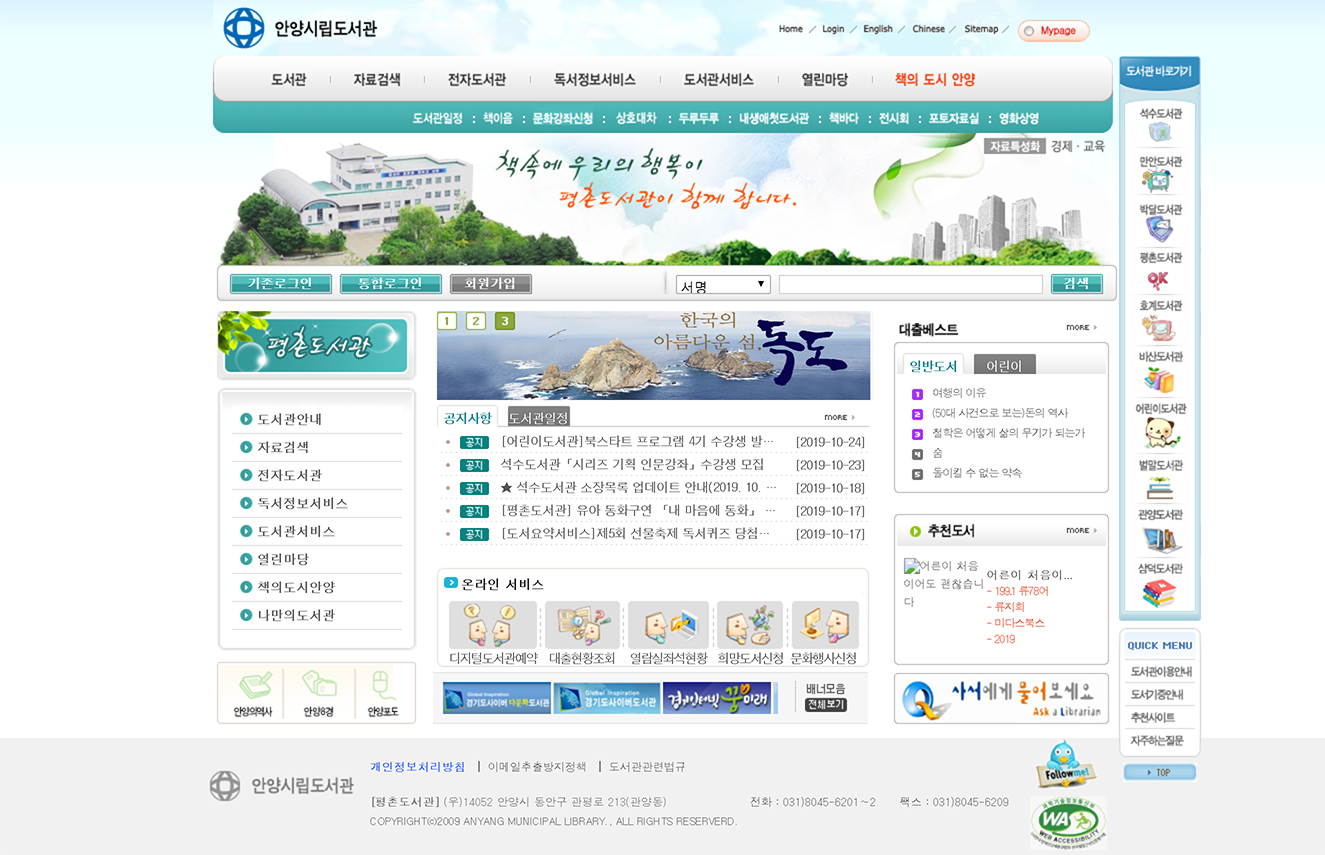 안양시립도서관
Home / Login / English / Chinese / Sitemap / Mypage
도서관 자료검색 전자도서관 독서정보서비스 도서관서비스 열린마당 책의 도시 안양
도서관일정 : 책이음 : 문화강좌신청 : 상호대차 : 두루두루 : 내생애첫도서관 : 책바다 : 전시회 : 포토자료실 : 영화상영
자료특성화 경제·교육
책속에 우리의 행복이
평촌도서관이 함께 합니다.
기존로그인 통합로그인 회원가입 서명 검색
평촌도서관
도서관안내
자료검색
전자도서관
독서정보서비스
도서관서비스
열린마당
책의도시안양
나만의도서관
안양의역사 안양8경 안양포도
1 2 3
한국의
아름다운 섬.
독도
공지사항 도서관일정 MORE
공지 [어린이도서관]북스타트 프로그램 4기 수강생 발… [2019-10-24]
공지 석수도서관「시리즈 기획 인문강좌」수강생 모집 [2019-10-23]
공지 ★ 석수도서관 소장목록 업데이트 안내(2019. 10. … [2019-10-18]
공지 [평촌도서관] 유아 동화구연 「내 마음에 동화」 … [2019-10-17]
공지 [도서요약서비스]제5회 선물축제 독서퀴즈 당첨… [2019-10-17]
온라인 서비스
디지털도서관예약 대출현황조회 열람실좌석현황 희망도서신청 문화행사신청
Global Inspiration
경기도사이버 다문화도서관
Global Inspiration
경기도사이버도서관
경기인터넷 꿈미래
배너모음
전체보기
대출베스트 MORE
일반도서 어린이
1 여행의 이유
2 (50대 사건으로 보는)돈의 역사
3 철학은 어떻게 삶의 무기가 되는가
4 숨
5 돌이킬 수 없는 약속
추천도서 MORE
어른이 처음
이어도 괜찮습니
다
어른이 처음이...
- 199.1 류78어
- 류지희
- 미다스북스
- 2019
사서에게 물어보세요
Ask a Librarian
도서관 바로가기
석수도서관
만안도서관
박달도서관
평촌도서관
호계도서관
비산도서관
어린이도서관
벌말도서관
관양도서관
삼덕도서관
QUICK MENU
도서관이용안내
도서기증안내
추천사이트
자주하는질문
TOP
안양시립도서관
개인정보처리방침 | 이메일추출방지정책 | 도서관관련법규
[평촌도서관] (우)14052 안양시 동안구 관평로 213(관양동) 전화 : 031)8045-6201~2 팩스 : 031)8045-6209
COPYRIGHT(c)2009 ANYANG MUNICIPAL LIBRARY. , ALL RIGHTS RESERVERD.
Follow me!
WA
WEB ACCESSIBILITY